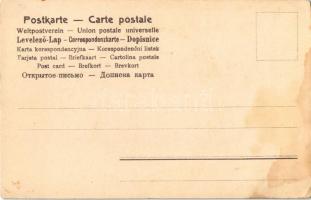 Postkarte — Carte postale
Weltpostverein — Union postale universelle
Levelező-Lap — Correspondenzkarte — Dopisnice
Karta korespondencyjna — Korespondenční listek
Tarjeta postal — Briefkaart — Cartolina postale
Post card — Brefkort — Brevkort
Открытое письмо — Дописна карта